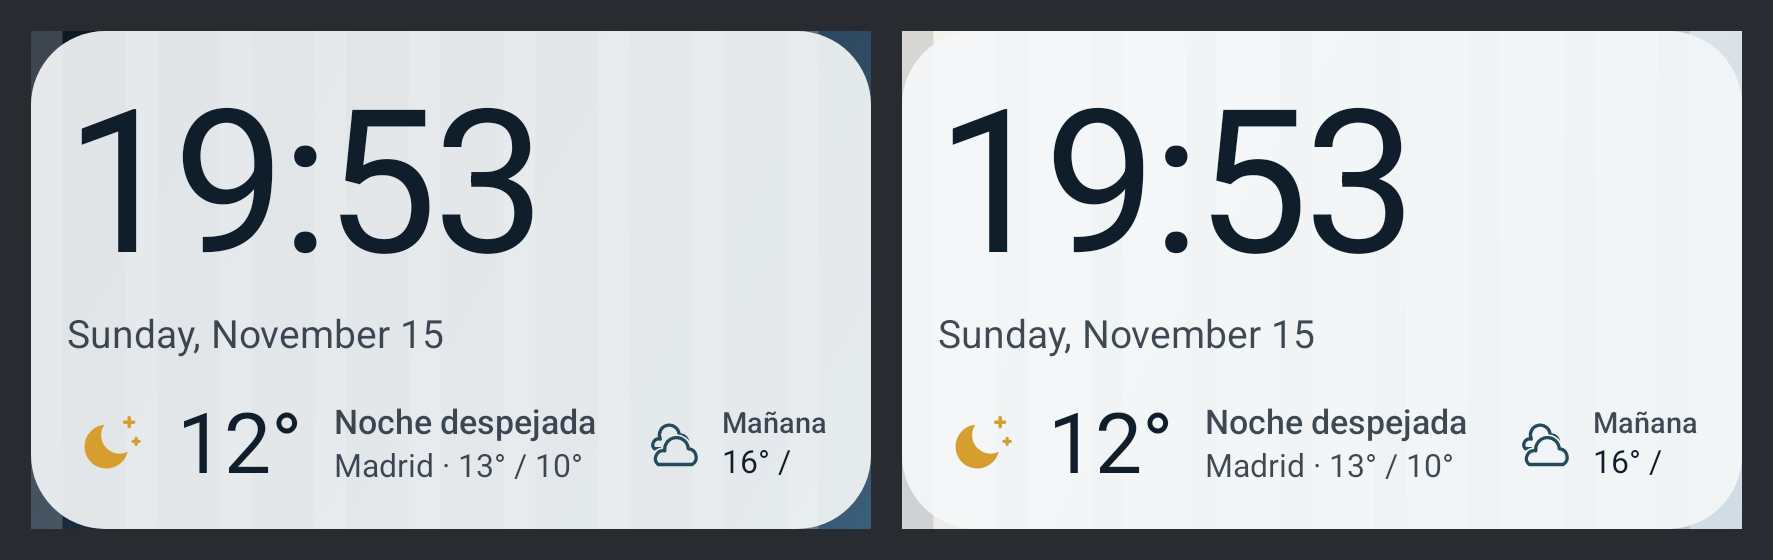 19:53
Sunday, November 15
12° Noche despejada Mañana
Madrid · 13° / 10° 16° /
19:53
Sunday, November 15
12° Noche despejada Mañana
Madrid · 13° / 10° 16° /